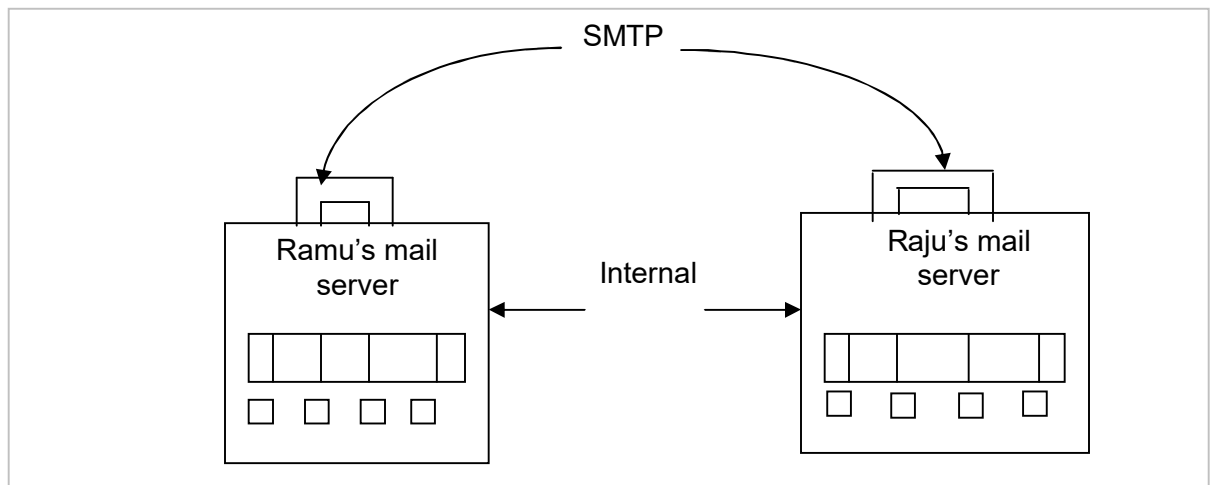 SMTP
Ramu’s mail
server
Raju’s mail
server
Internal